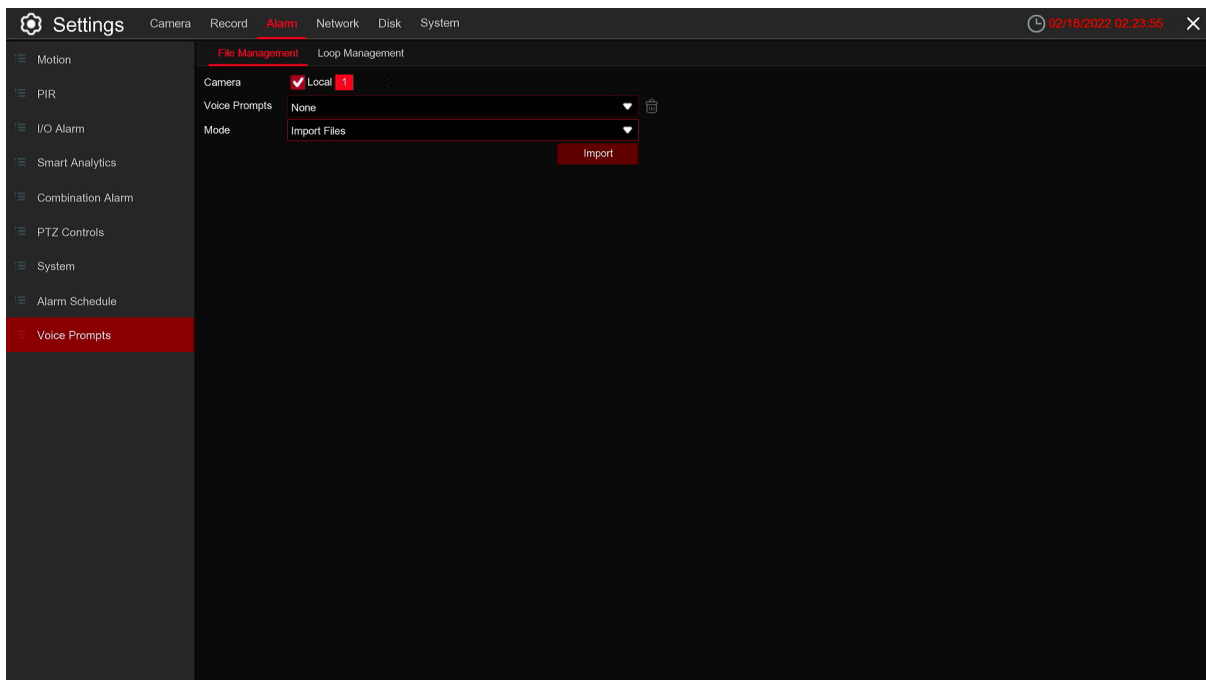 Settings Camera Record Alarm Network Disk System 02/18/2022 02:23:55
Motion
PIR
I/O Alarm
Smart Analytics
Combination Alarm
PTZ Controls
System
Alarm Schedule
Voice Prompts
File Management Loop Management
Camera Local 1
Voice Prompts None
Mode Import Files
Import